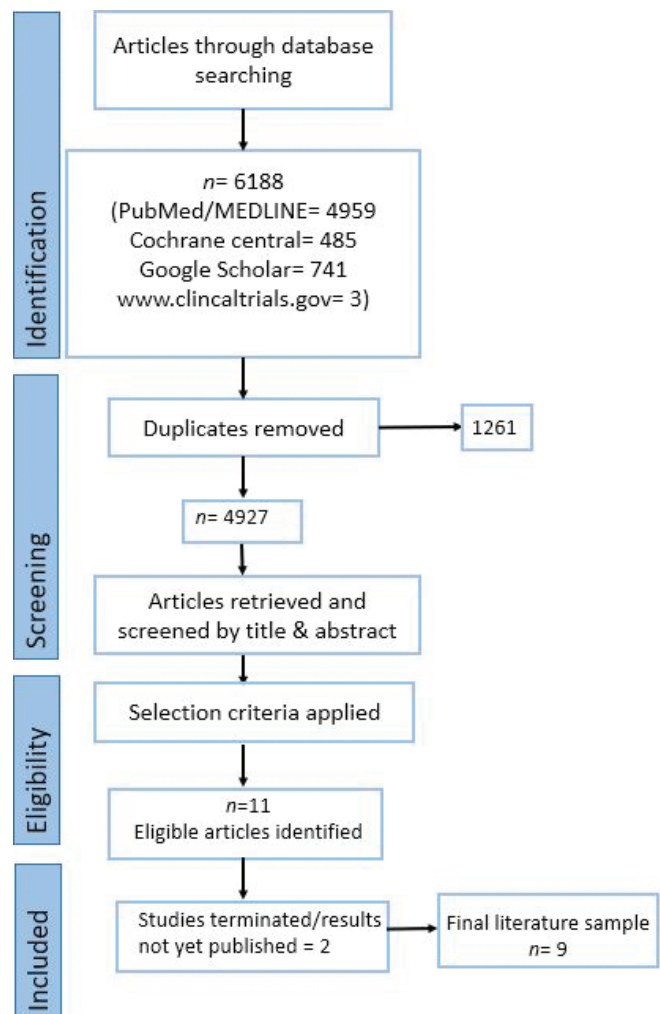 Identification
Articles through database
searching
n= 6188
(PubMed/MEDLINE= 4959
Cochrane central= 485
Google Scholar= 741
www.clincaltrials.gov= 3)
Screening
Duplicates removed
1261
n= 4927
Articles retrieved and
screened by title & abstract
Eligibility
Selection criteria applied
n=11
Eligible articles identified
Included
Studies terminated/results
not yet published = 2
Final literature sample
n= 9